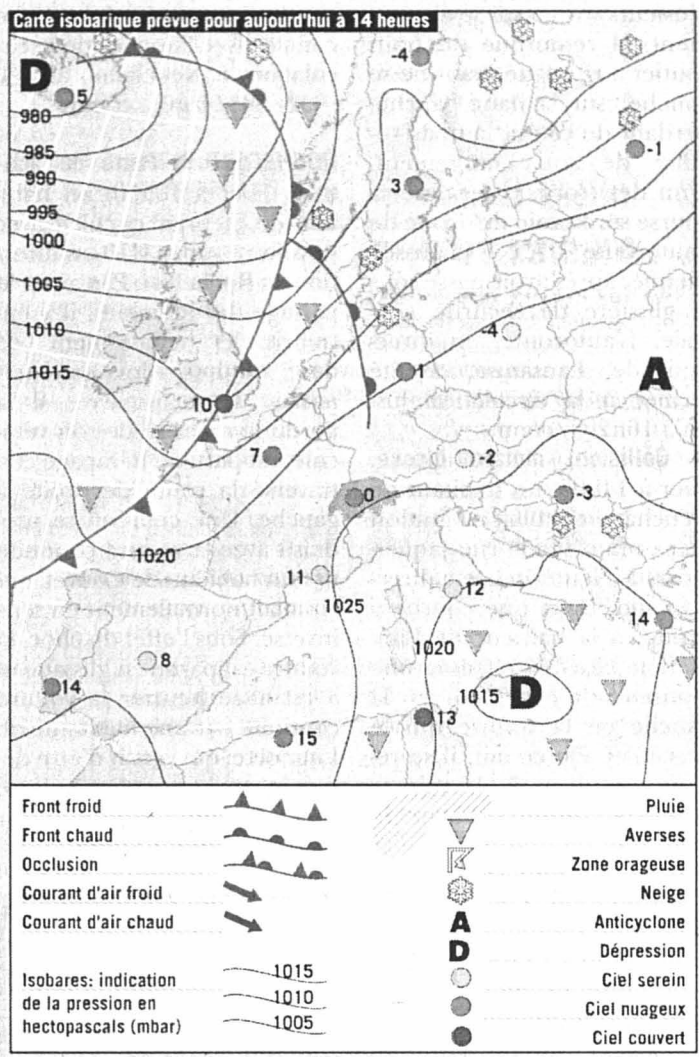 Carte isobarique prévue pour aujourd'hui à 14 heures
D
5
-4
980
985
990
995
1000
1005
1010
1015
-1
3
-4
A
1
10
7
-2
0
-3
1020
11
1025
12
1020
14
8
14
1015
D
13
15
Front froid
Front chaud
Occlusion
Courant d'air froid
Courant d'air chaud
Isobares: indication
de la pression en
hectopascals (mbar)
1015
1010
1005
Pluie
Averses
Zone orageuse
Neige
A Anticyclone
D Dépression
Ciel serein
Ciel nuageux
Ciel couvert